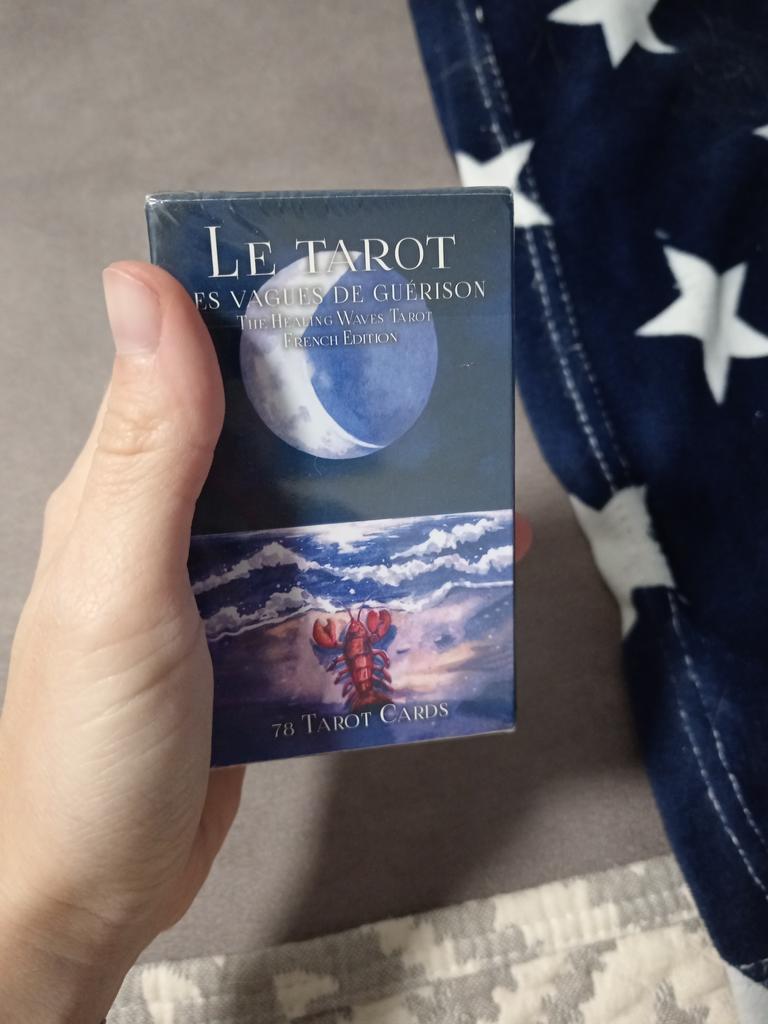 Le Tarot
es Vagues de Guérison
The Healing Waves Tarot
French Edition
78 Tarot Cards